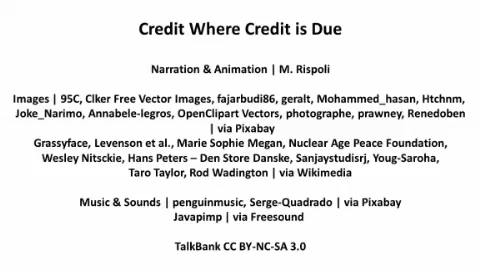 Credit Where Credit is Due
Narration & Animation | M. Rispoli
Images | 95C, Clker Free Vector Images, fajarbudi86, geralt, Mohammed_hasan, Htchnm,
Joke_Narimo, Annabele-legros, OpenClipart Vectors, photographe, prawney, Renedoben
| via Pixabay
Grassyface, Levenson et al., Marie Sophie Megan, Nuclear Age Peace Foundation,
Wesley Nitsckie, Hans Peters – Den Store Danske, Sanjaystudisrj, Youg-Saroha,
Taro Taylor, Rod Wadington | via Wikimedia
Music & Sounds | penguinmusic, Serge-Quadrado | via Pixabay
Javapimp | via Freesound
TalkBank CC BY-NC-SA 3.0